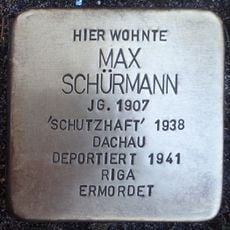 HIER WOHNTE
MAX
SCHÜRMANN
JG. 1907
'SCHUTZHAFT' 1938
DACHAU
DEPORTIERT 1941
RIGA
ERMORDET